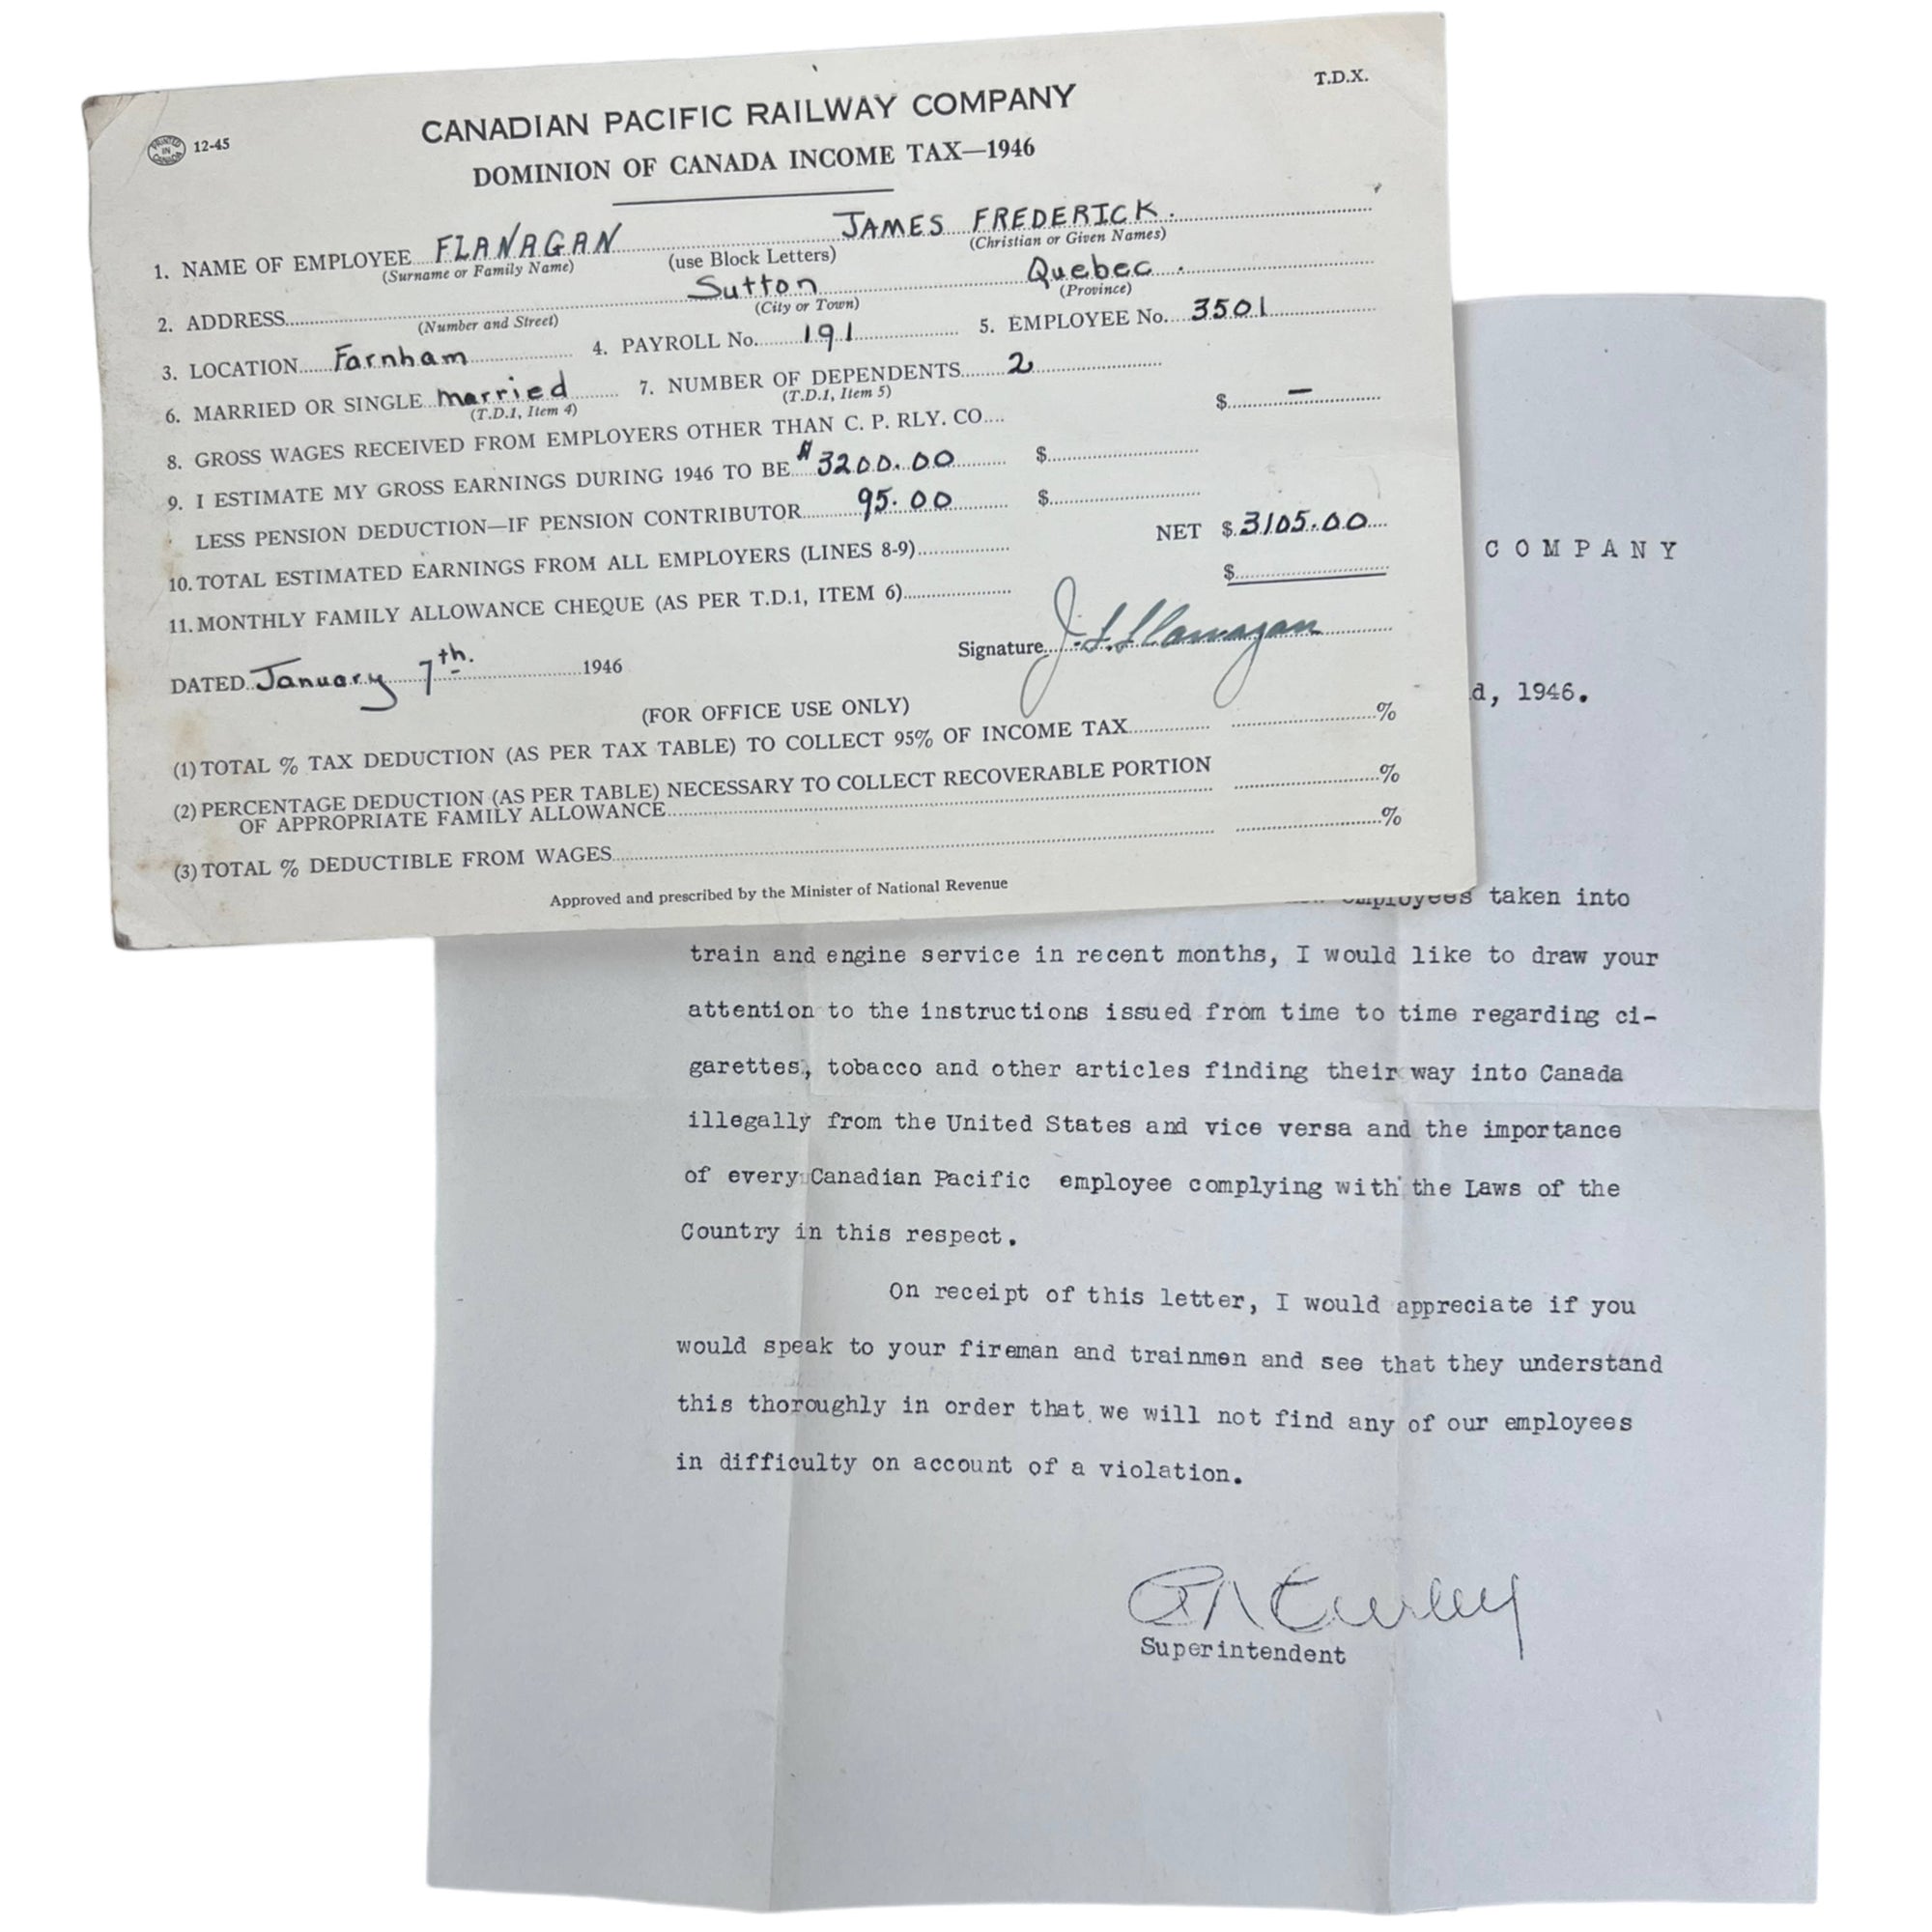 T.D.X.
PRINTED IN CANADA 12-45
CANADIAN PACIFIC RAILWAY COMPANY
DOMINION OF CANADA INCOME TAX—1946
1. NAME OF EMPLOYEE FLANAGAN JAMES FREDERICK.
(Surname or Family Name) (use Block Letters) (Christian or Given Names)
2. ADDRESS Sutton Quebec.
(Number and Street) (City or Town) (Province)
3. LOCATION Farnham 4. PAYROLL No. 191 5. EMPLOYEE No. 3501
6. MARRIED OR SINGLE married 7. NUMBER OF DEPENDENTS 2
(T.D.1, Item 4) (T.D.1, Item 5)
8. GROSS WAGES RECEIVED FROM EMPLOYERS OTHER THAN C. P. RLY. CO. $ —
9. I ESTIMATE MY GROSS EARNINGS DURING 1946 TO BE $3200.00 $
LESS PENSION DEDUCTION—IF PENSION CONTRIBUTOR 95.00 $
NET $ 3105.00
10. TOTAL ESTIMATED EARNINGS FROM ALL EMPLOYERS (LINES 8-9) $
11. MONTHLY FAMILY ALLOWANCE CHEQUE (AS PER T.D.1, ITEM 6)
DATED January 7th. 1946 Signature J. F. Flanagan
(FOR OFFICE USE ONLY)
(1) TOTAL % TAX DEDUCTION (AS PER TAX TABLE) TO COLLECT 95% OF INCOME TAX %
(2) PERCENTAGE DEDUCTION (AS PER TABLE) NECESSARY TO COLLECT RECOVERABLE PORTION
OF APPROPRIATE FAMILY ALLOWANCE %
(3) TOTAL % DEDUCTIBLE FROM WAGES %
Approved and prescribed by the Minister of National Revenue
COMPANY
d, 1946.
employees taken into
train and engine service in recent months, I would like to draw your
attention to the instructions issued from time to time regarding ci-
garettes, tobacco and other articles finding their way into Canada
illegally from the United States and vice versa and the importance
of every Canadian Pacific employee complying with the Laws of the
Country in this respect.
On receipt of this letter, I would appreciate if you
would speak to your fireman and trainmen and see that they understand
this thoroughly in order that we will not find any of our employees
in difficulty on account of a violation.
Superintendent